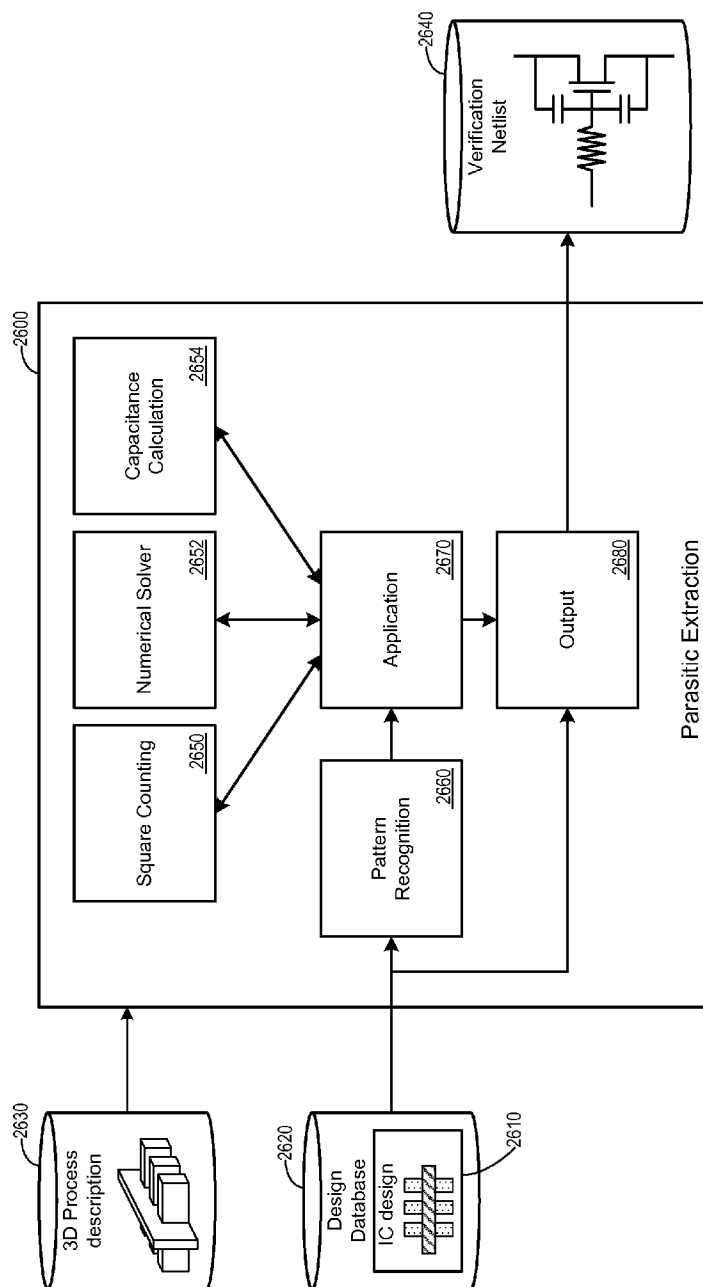 2630
3D Process
description
2620
Design
Database
IC design
2610
2600
Square Counting
2650
Numerical Solver
2652
Capacitance
Calculation
2654
Pattern
Recognition
2660
Application
2670
Output
2680
Parasitic Extraction
2640
Verification
Netlist